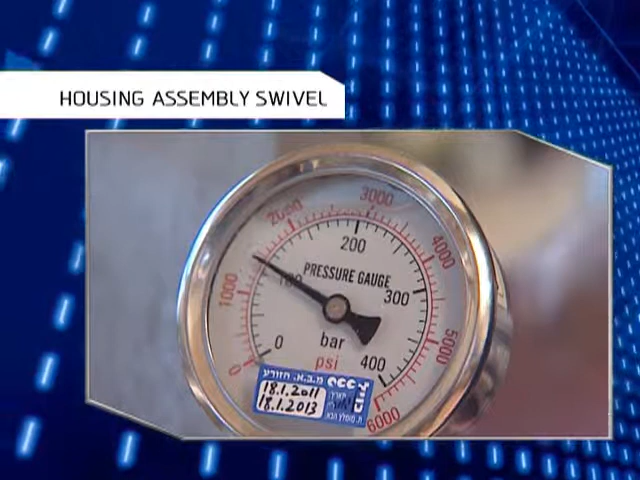 HOUSING ASSEMBLY SWIVEL
3000
2000
4000
200
PRESSURE GAUGE
100
1000
300
bar
5000
0
psi
400
0
מ.ב.א. חזורע
18.1.2011
18.1.2013
6000